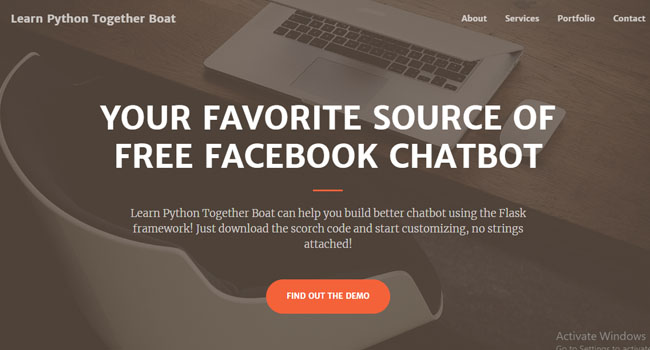 Learn Python Together Boat
About Services Portfolio Contact
YOUR FAVORITE SOURCE OF
FREE FACEBOOK CHATBOT
Learn Python Together Boat can help you build better chatbot using the Flask
framework! Just download the scorch code and start customizing, no strings
attached!
FIND OUT THE DEMO
Activate Windows
Go to Settings to activate